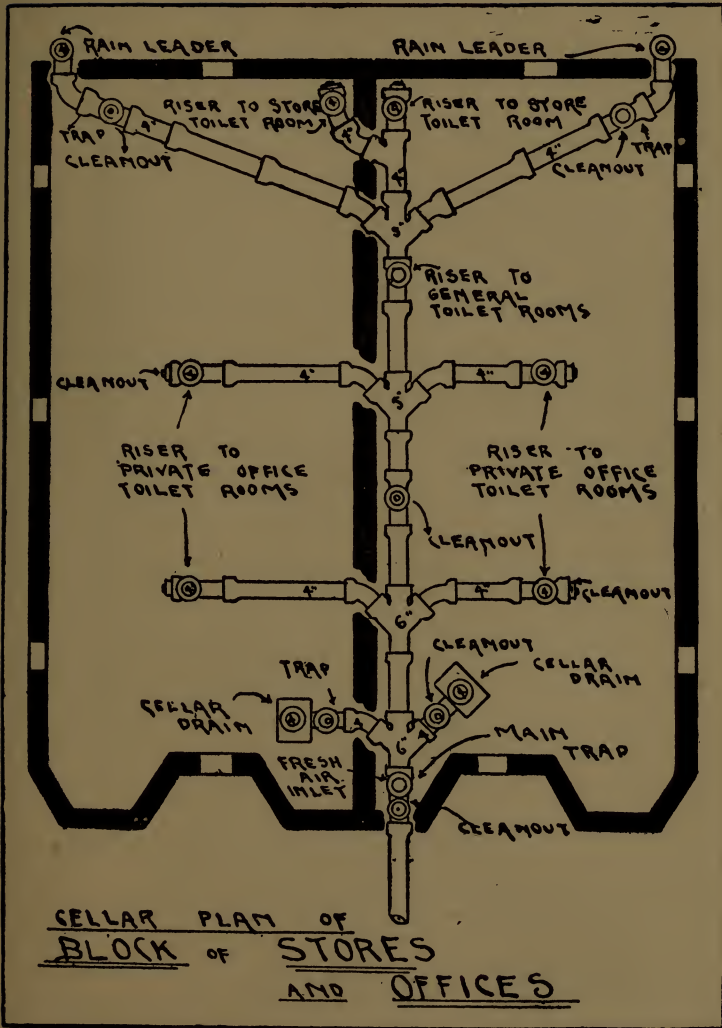 RAIN LEADER
RAIN LEADER
RISER TO STORE
TOILET ROOM
RISER TO STORE
TOILET ROOM
TRAP
4"
CLEANOUT
4"
4"
4"
CLEANOUT
TRAP
5"
RISER TO
GENERAL
TOILET ROOMS
CLEANOUT
4"
5"
4"
RISER TO
PRIVATE OFFICE
TOILET ROOMS
RISER TO
PRIVATE OFFICE
TOILET ROOMS
CLEANOUT
4"
6"
4"
CLEANOUT
CLEANOUT
TRAP
CELLAR
DRAIN
CELLAR
DRAIN
4
6"
4
MAIN
TRAP
FRESH
AIR
INLET
CLEANOUT
CELLAR PLAN OF
BLOCK OF STORES
AND OFFICES